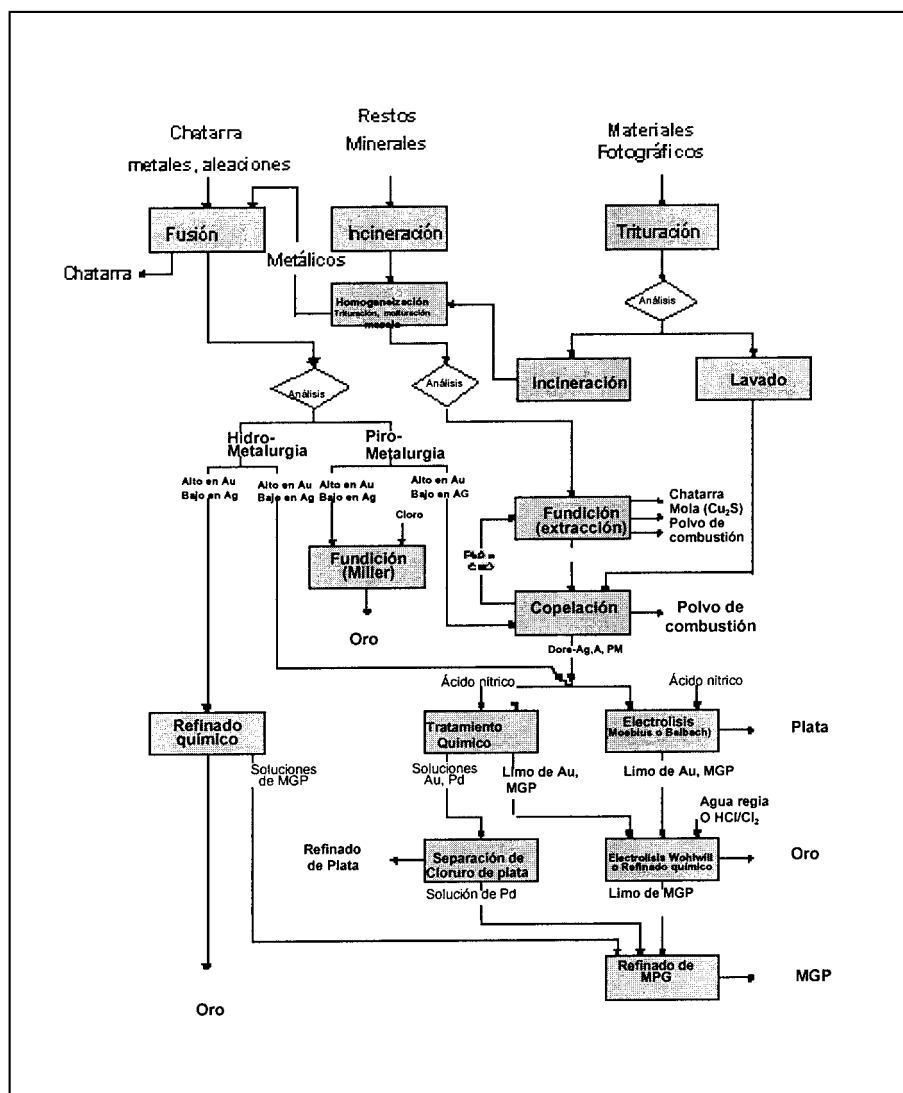 Chatarra
metales, aleaciones
Restos
Minerales
Materiales
Fotográficos
Fusión
Incineración
Trituración
Chatarra
Metálicos
Homogeneización
Trituración, molturación
mezcla
Análisis
Análisis
Análisis
Incineración
Lavado
Hidro-
Metalurgia
Piro-
Metalurgia
Alto en Au
Bajo en Ag
Alto en Au
Bajo en Ag
Alto en Au
Bajo en Ag
Alto en Au
Bajo en AG
Cloro
Fundición
(Miller)
Oro
Fundición
(extracción)
Chatarra
Mola (Cu₂S)
Polvo de
combustión
Copelación
Polvo de
combustión
Dore-Ag,A, PM
Ácido nítrico
Ácido nítrico
Refinado
químico
Tratamiento
Químico
Electrolisis
(Moebius o Balbach)
Plata
Soluciones
de MGP
Soluciones
Au, Pd
Limo de Au,
MGP
Limo de Au, MGP
Agua regia
O HCl/Cl₂
Refinado
de Plata
Separación de
Cloruro de plata
Electrolisis Wohlwill
o Refinado químico
Oro
Solución de Pd
Limo de MGP
Refinado de
MPG
MGP
Oro